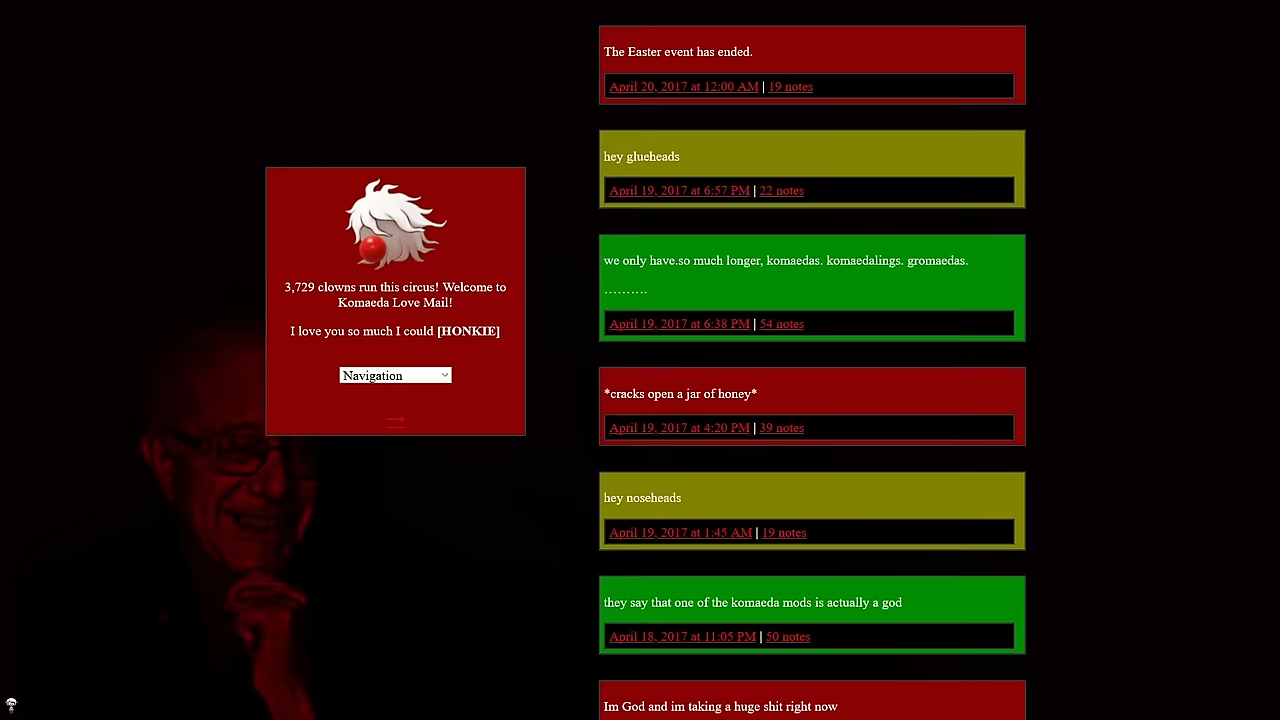 3,729 clowns run this circus! Welcome to
Komaeda Love Mail!
I love you so much I could [HONKIE]
Navigation
⟶
The Easter event has ended.
April 20, 2017 at 12:00 AM | 19 notes
hey glueheads
April 19, 2017 at 6:57 PM | 22 notes
we only have.so much longer, komaedas. komaedalings. gromaedas.
……….
April 19, 2017 at 6:38 PM | 54 notes
*cracks open a jar of honey*
April 19, 2017 at 4:20 PM | 39 notes
hey noseheads
April 19, 2017 at 1:45 AM | 19 notes
they say that one of the komaeda mods is actually a god
April 18, 2017 at 11:05 PM | 50 notes
Im God and im taking a huge shit right now